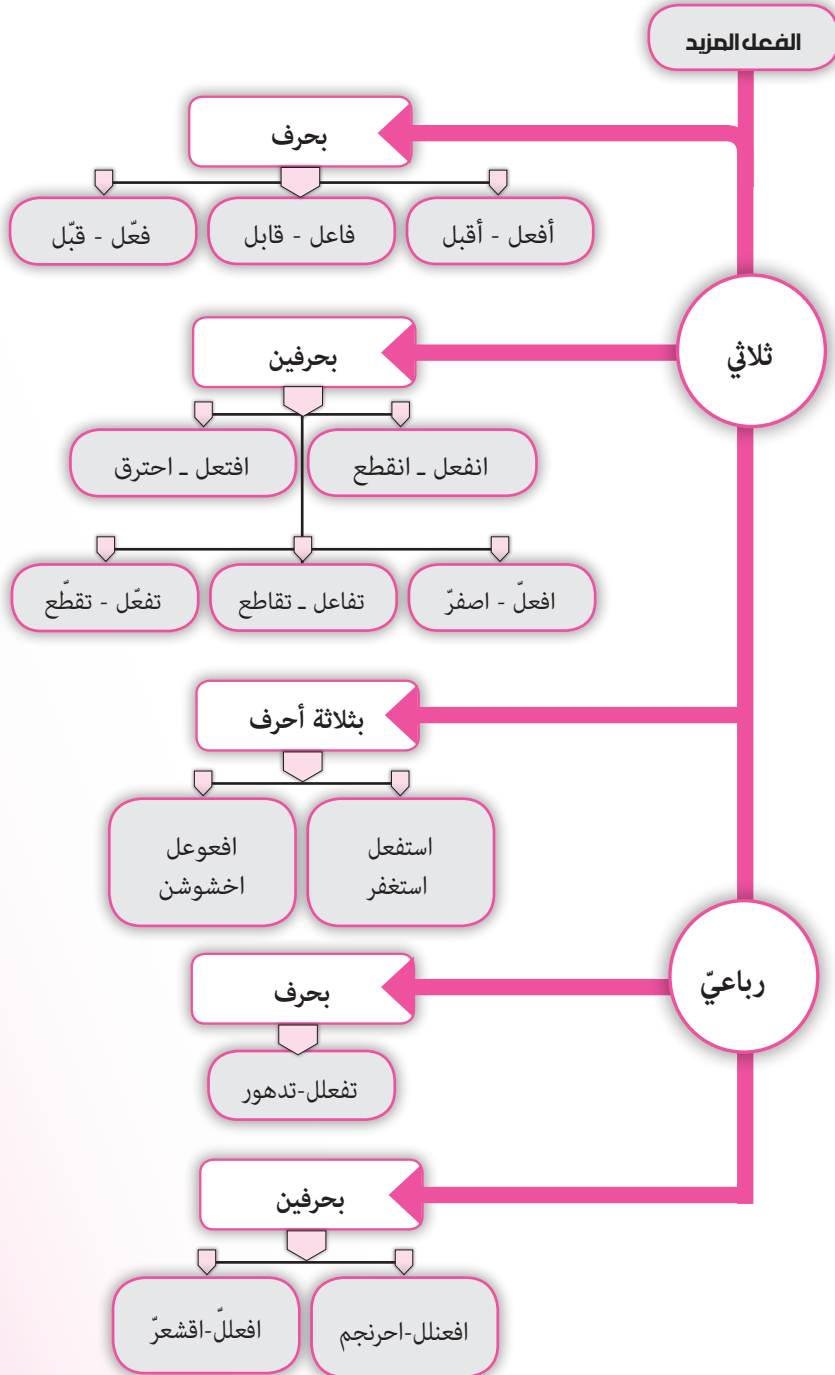 الفعل المزيد
بحرف
أفعل - أقبل
فاعل - قابل
فعّل - قبّل
ثلاثي
بحرفين
انفعل ـ انقطع
افتعل ـ احترق
افعلّ - اصفرّ
تفاعل ـ تقاطع
تفعّل - تقطّع
بثلاثة أحرف
استفعل
استغفر
افعوعل
اخشوشن
رباعيّ
بحرف
تفعلل-تدهور
بحرفين
افعنلل-احرنجم
افعللّ-اقشعرّ